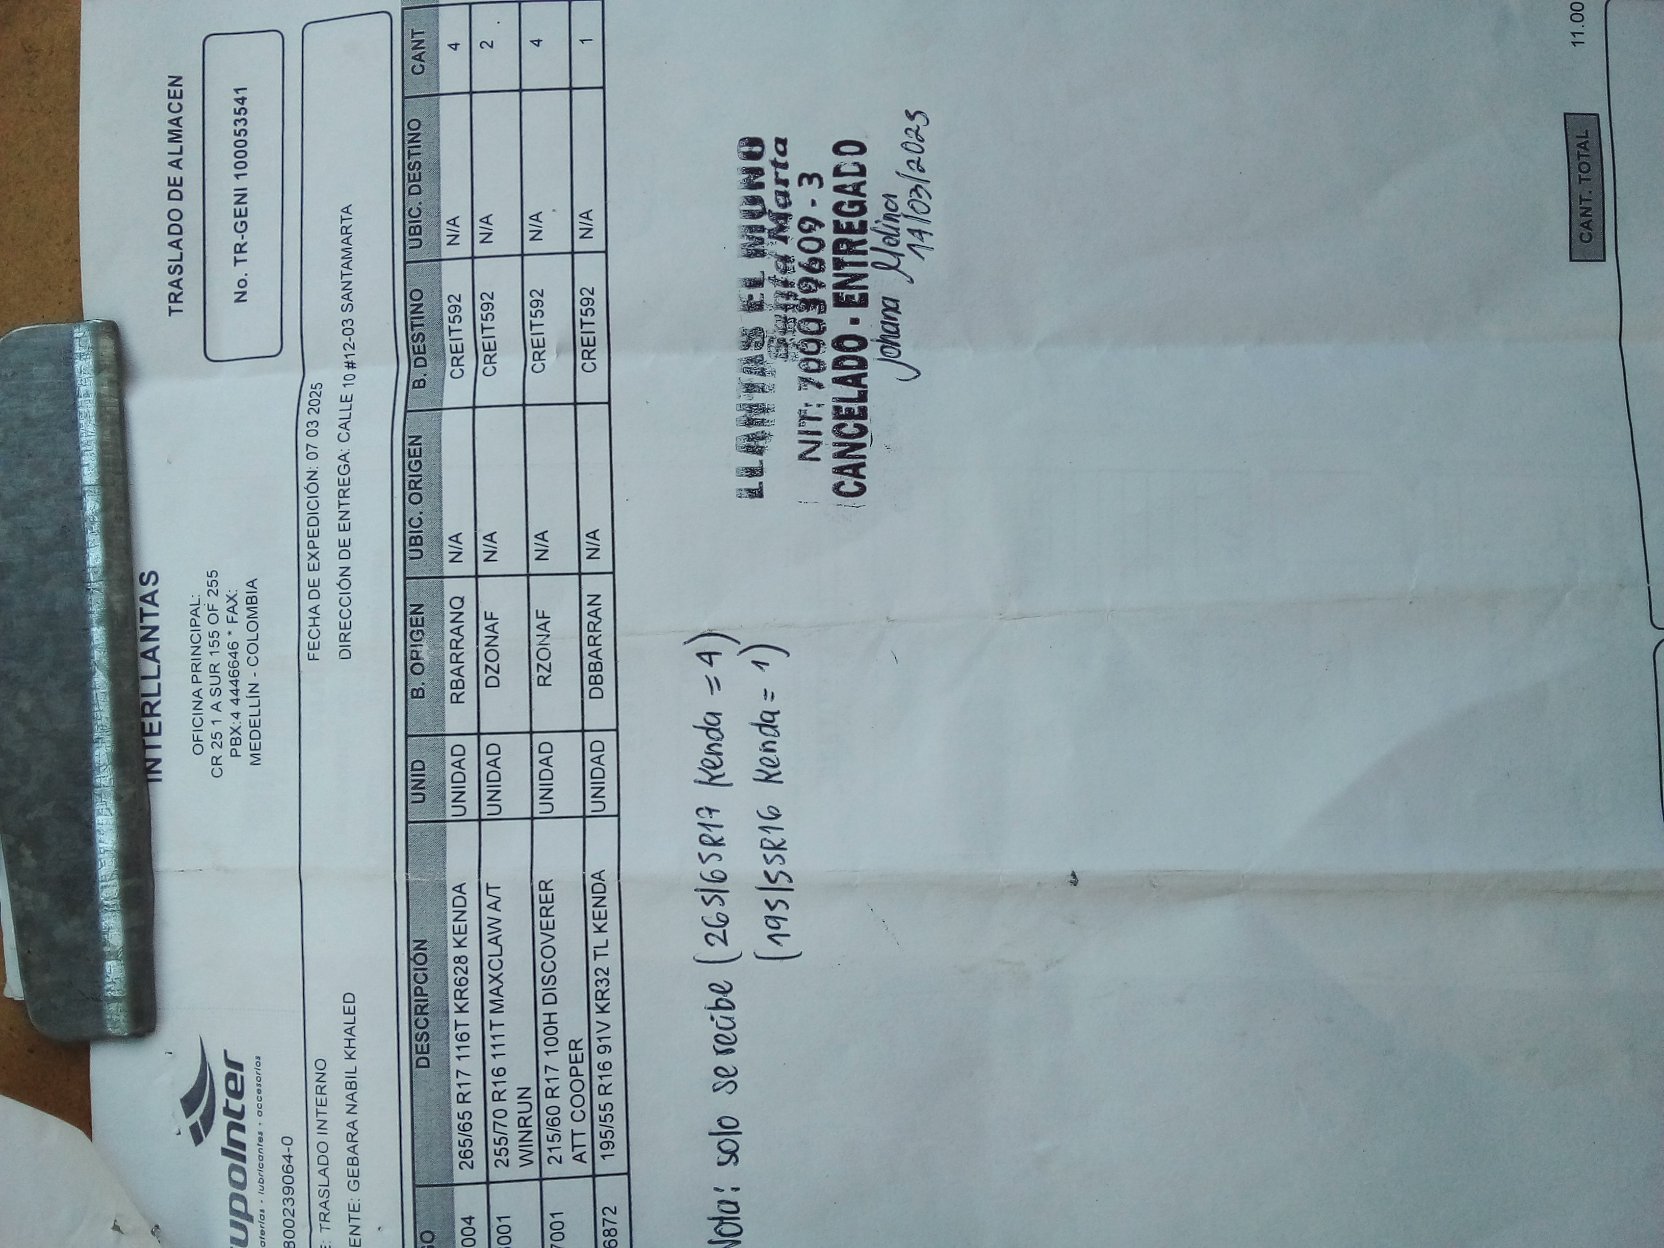 INTERLLANTAS
TRASLADO DE ALMACEN
OFICINA PRINCIPAL:
CR 25 1 A SUR 155 OF 255
PBX:4 4446646 * FAX:
MEDELLÍN - COLOMBIA
No. TR-GENI 100053541
upoInter
aterías - lubricantes - accesorios
800239064-0
FECHA DE EXPEDICIÓN: 07 03 2025
: TRASLADO INTERNO
DIRECCIÓN DE ENTREGA: CALLE 10 #12-03 SANTAMARTA
ENTE: GEBARA NABIL KHALED
GO DESCRIPCIÓN UNID B. ORIGEN UBIC. ORIGEN B. DESTINO UBIC. DESTINO CANT
004 265/65 R17 116T KR628 KENDA UNIDAD RBARRANQ N/A CREIT592 N/A 4
001 255/70 R16 111T MAXCLAW A/T UNIDAD DZONAF N/A CREIT592 N/A 2
WINRUN
7001 215/60 R17 100H DISCOVERER UNIDAD RZONAF N/A CREIT592 N/A 4
ATT COOPER
6872 195/55 R16 91V KR32 TL KENDA UNIDAD DBBARRAN N/A CREIT592 N/A 1
Nota: solo se recibe (265/65R17 Kenda = 4)
(195/55R16 Kenda = 1)
LLANTAS EL MONO
Santa Marta
NIT: 700039609-3
CANCELADO - ENTREGADO
Johana Molina
14/03/2025
CANT. TOTAL 11.00